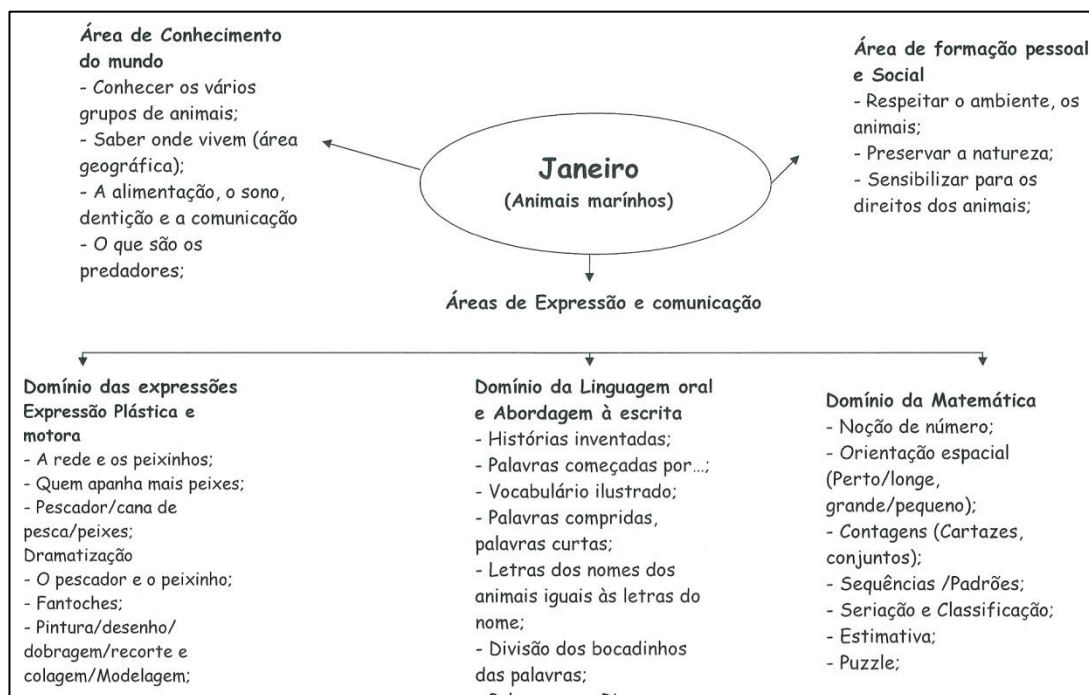 Área de Conhecimento
do mundo
- Conhecer os vários
grupos de animais;
- Saber onde vivem (área
geográfica);
- A alimentação, o sono,
dentição e a comunicação
- O que são os
predadores;
Janeiro
(Animais marínhos)
Área de formação pessoal
e Social
- Respeitar o ambiente, os
animais;
- Preservar a natureza;
- Sensibilizar para os
direitos dos animais;
Áreas de Expressão e comunicação
Domínio das expressões
Expressão Plástica e
motora
- A rede e os peixinhos;
- Quem apanha mais peixes;
- Pescador/cana de
pesca/peixes;
Dramatização
- O pescador e o peixinho;
- Fantoches;
- Pintura/desenho/
dobragem/recorte e
colagem/Modelagem;
Domínio da Linguagem oral
e Abordagem à escrita
- Histórias inventadas;
- Palavras começadas por…;
- Vocabulário ilustrado;
- Palavras compridas,
palavras curtas;
- Letras dos nomes dos
animais iguais às letras do
nome;
- Divisão dos bocadinhos
das palavras;
Domínio da Matemática
- Noção de número;
- Orientação espacial
(Perto/longe,
grande/pequeno);
- Contagens (Cartazes,
conjuntos);
- Sequências /Padrões;
- Seriação e Classificação;
- Estimativa;
- Puzzle;